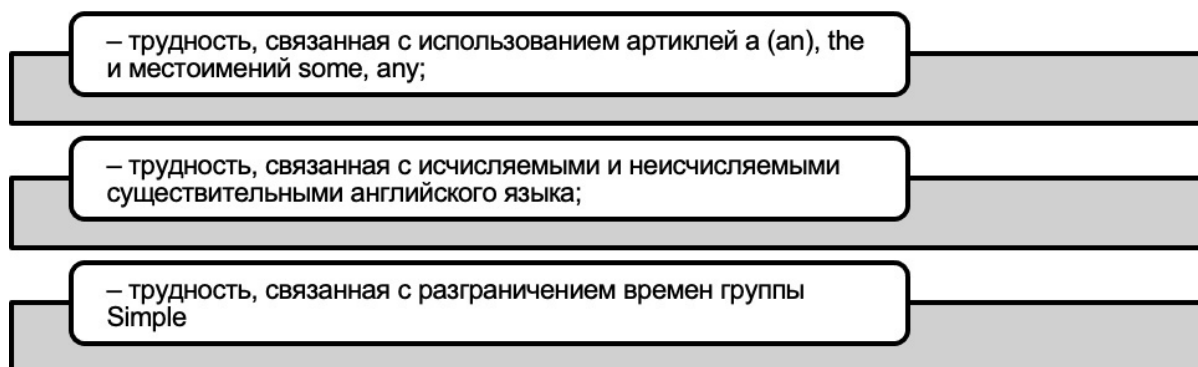 – трудность, связанная с использованием артиклей a (an), the
и местоимений some, any;
– трудность, связанная с исчисляемыми и неисчисляемыми
существительными английского языка;
– трудность, связанная с разграничением времен группы
Simple